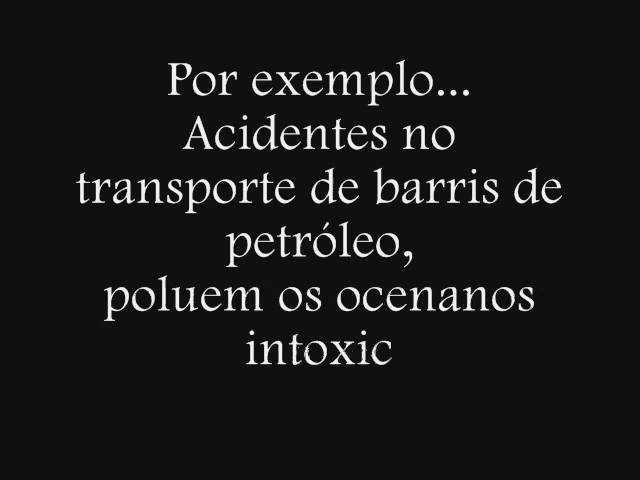 Por exemplo...
Acidentes no
transporte de barris de
petróleo,
poluem os ocenanos
intoxic